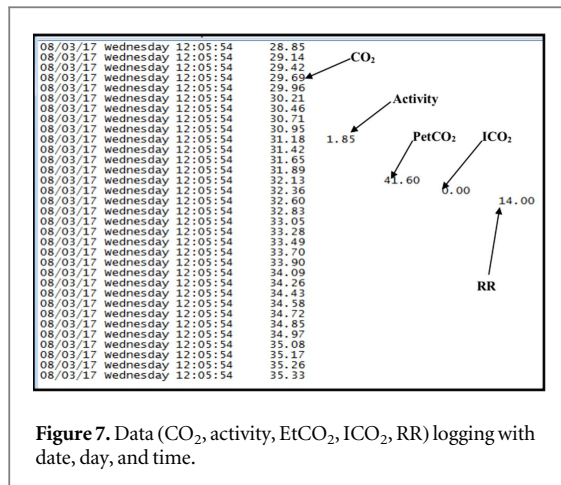 08/03/17 Wednesday 12:05:54 28.85
08/03/17 Wednesday 12:05:54 29.14
08/03/17 Wednesday 12:05:54 29.42
08/03/17 Wednesday 12:05:54 29.69
08/03/17 Wednesday 12:05:54 29.96
08/03/17 Wednesday 12:05:54 30.21
08/03/17 Wednesday 12:05:54 30.46
08/03/17 Wednesday 12:05:54 30.71
08/03/17 Wednesday 12:05:54 30.95
08/03/17 Wednesday 12:05:54 31.18 1.85
08/03/17 Wednesday 12:05:54 31.42
08/03/17 Wednesday 12:05:54 31.65
08/03/17 Wednesday 12:05:54 31.89
08/03/17 Wednesday 12:05:54 32.13 41.60
08/03/17 Wednesday 12:05:54 32.36 0.00
08/03/17 Wednesday 12:05:54 32.60 14.00
08/03/17 Wednesday 12:05:54 32.83
08/03/17 Wednesday 12:05:54 33.05
08/03/17 Wednesday 12:05:54 33.28
08/03/17 Wednesday 12:05:54 33.49
08/03/17 Wednesday 12:05:54 33.70
08/03/17 Wednesday 12:05:54 33.90
08/03/17 Wednesday 12:05:54 34.09
08/03/17 Wednesday 12:05:54 34.26
08/03/17 Wednesday 12:05:54 34.43
08/03/17 Wednesday 12:05:54 34.58
08/03/17 Wednesday 12:05:54 34.72
08/03/17 Wednesday 12:05:54 34.85
08/03/17 Wednesday 12:05:54 34.97
08/03/17 Wednesday 12:05:54 35.08
08/03/17 Wednesday 12:05:54 35.17
08/03/17 Wednesday 12:05:54 35.26
08/03/17 Wednesday 12:05:54 35.33
CO₂
Activity
PetCO₂
ICO₂
RR
Figure 7. Data (CO₂, activity, EtCO₂, ICO₂, RR) logging with
date, day, and time.